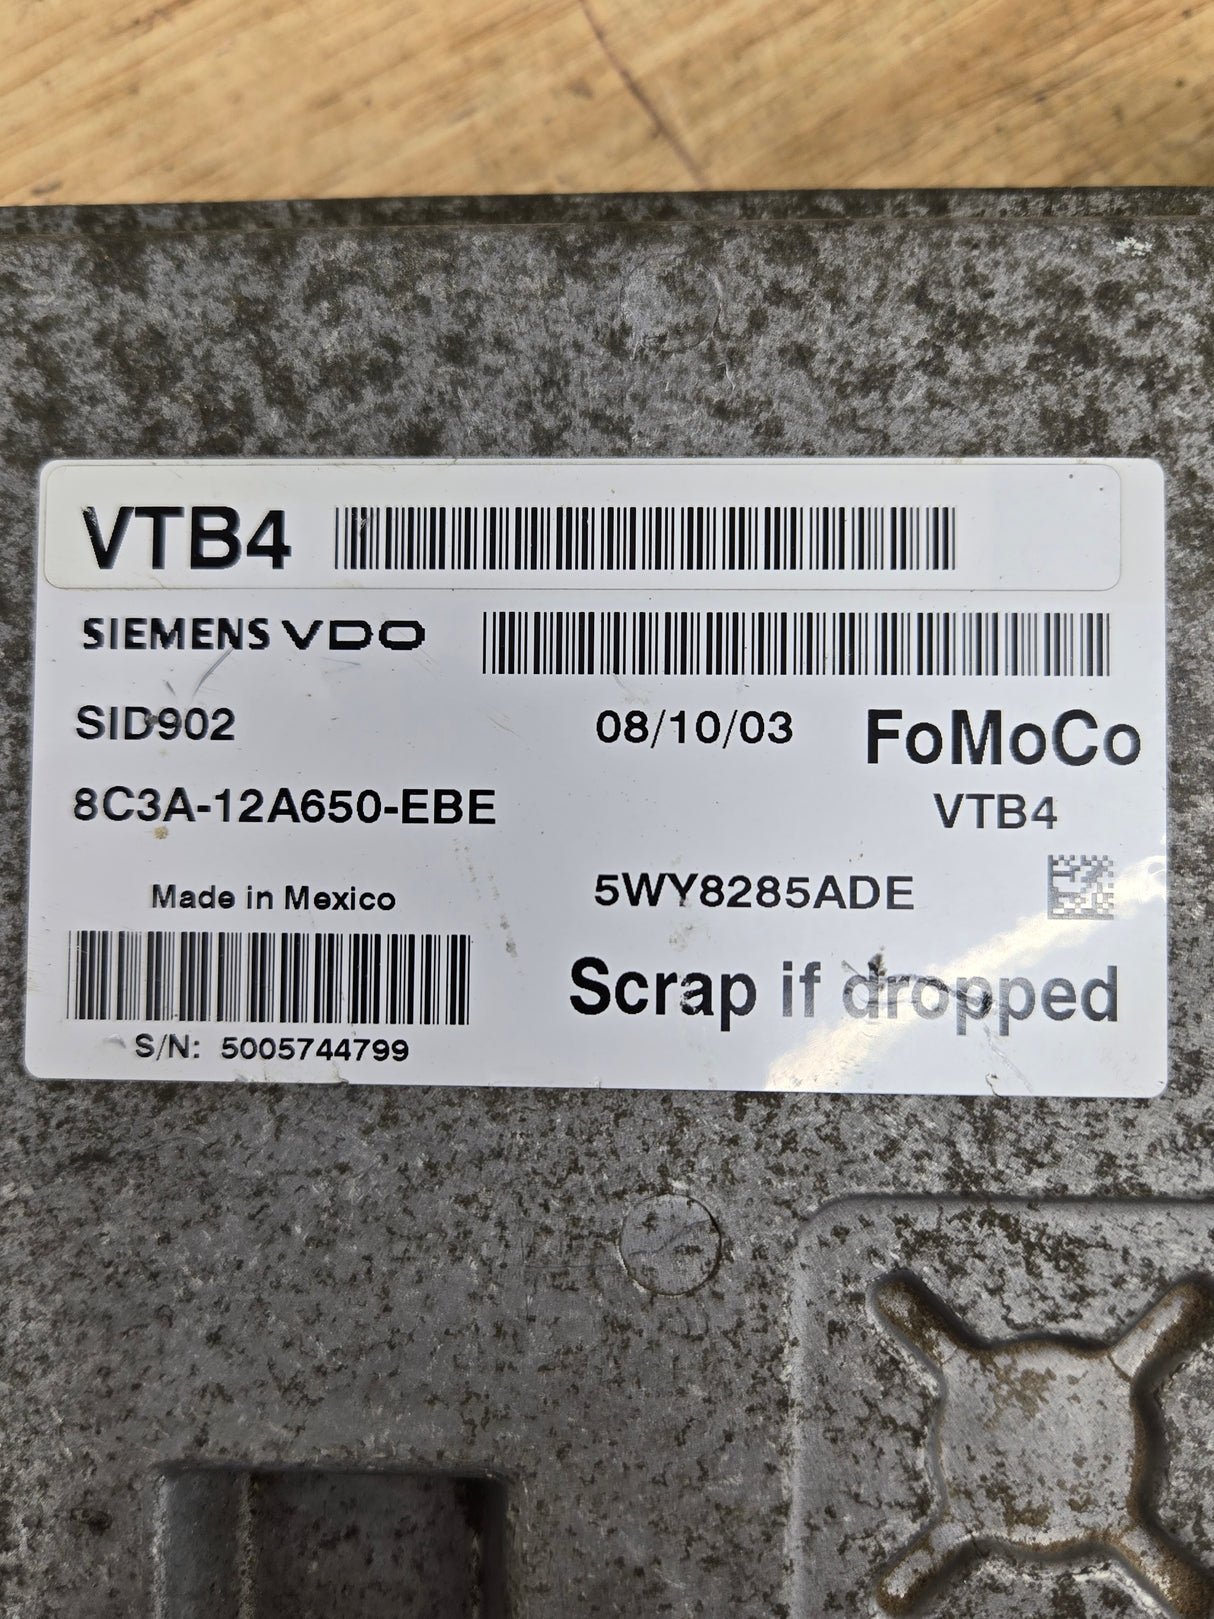 VTB4
SIEMENS VDO
SID902 08/10/03 FoMoCo
8C3A-12A650-EBE VTB4
Made in Mexico 5WY8285ADE
Scrap if dropped
S/N: 5005744799